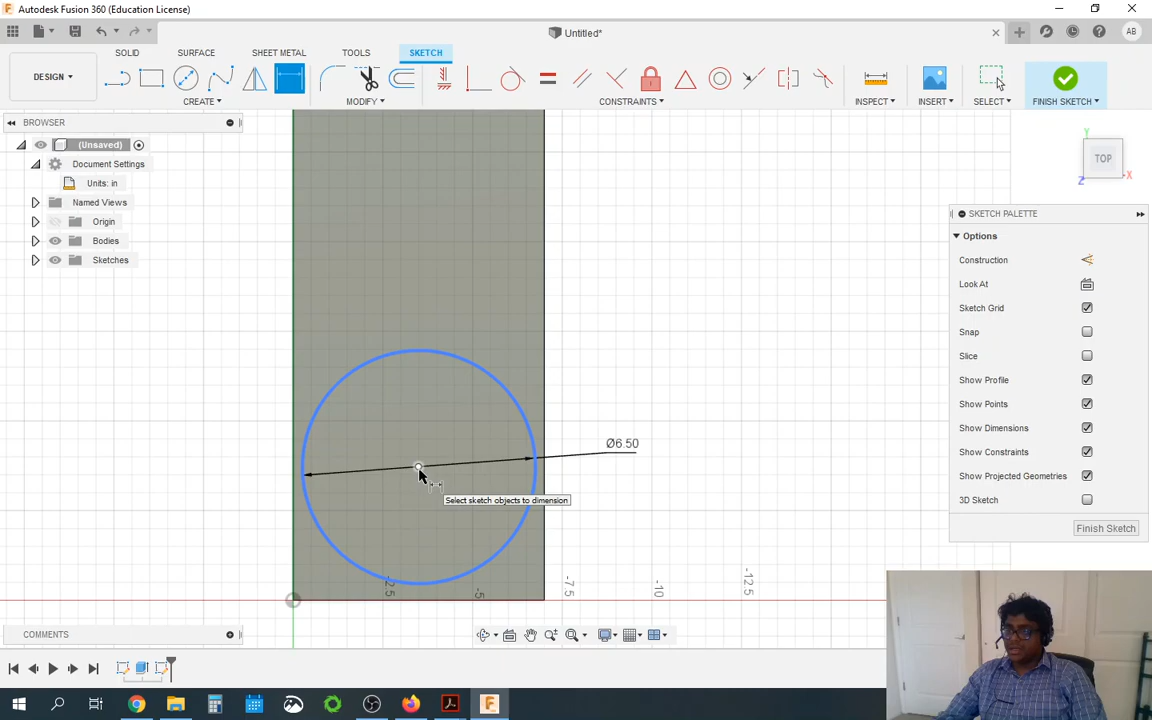 Autodesk Fusion 360 (Education License)
Untitled*
AB
DESIGN
SOLID
SURFACE
SHEET METAL
TOOLS
SKETCH
CREATE
MODIFY
CONSTRAINTS
INSPECT
INSERT
SELECT
FINISH SKETCH
BROWSER
(Unsaved)
Document Settings
Units: in
Named Views
Origin
Bodies
Sketches
TOP
Y
X
Z
SKETCH PALETTE
Options
Construction
Look At
Sketch Grid
Snap
Slice
Show Profile
Show Points
Show Dimensions
Show Constraints
Show Projected Geometries
3D Sketch
Finish Sketch
Ø6.50
Select sketch objects to dimension
-2.5
-5
-7.5
-10
-12.5
COMMENTS